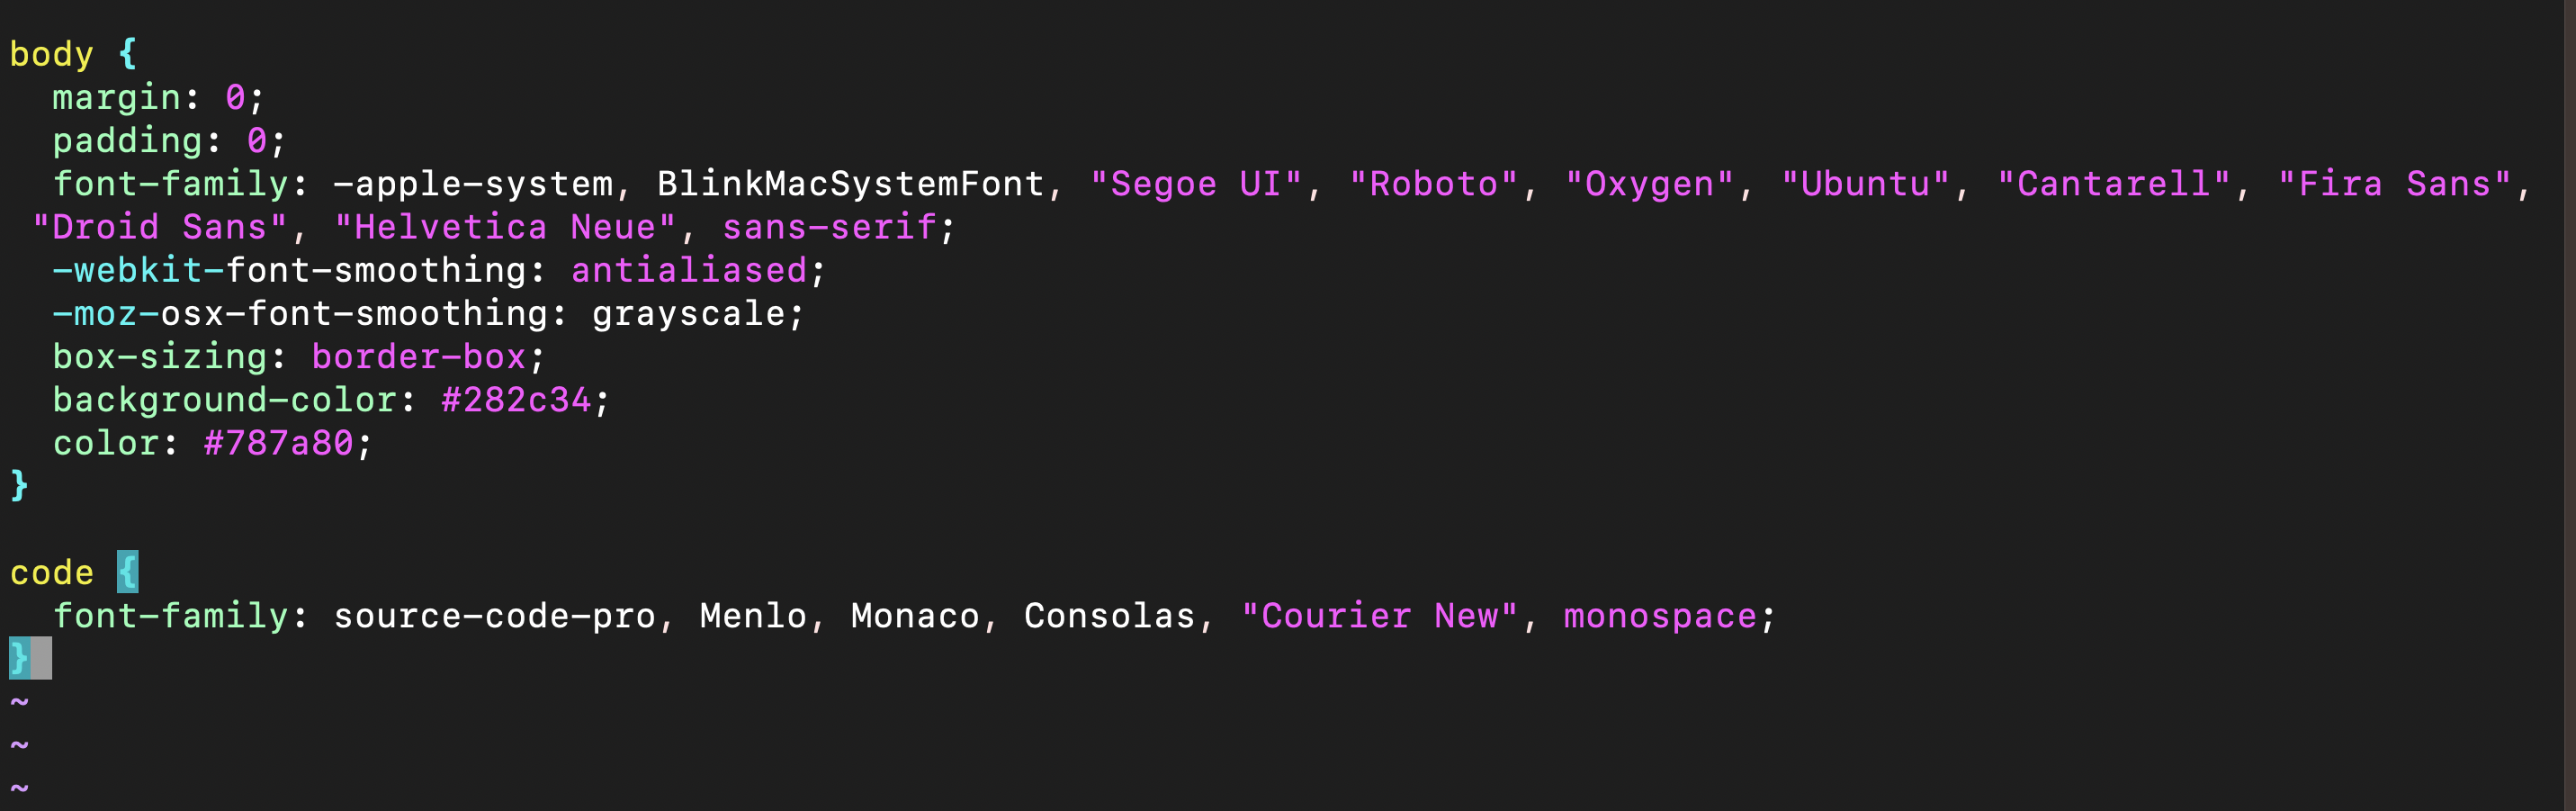 body {
  margin: 0;
  padding: 0;
  font-family: -apple-system, BlinkMacSystemFont, "Segoe UI", "Roboto", "Oxygen", "Ubuntu", "Cantarell", "Fira Sans",
 "Droid Sans", "Helvetica Neue", sans-serif;
  -webkit-font-smoothing: antialiased;
  -moz-osx-font-smoothing: grayscale;
  box-sizing: border-box;
  background-color: #282c34;
  color: #787a80;
}

code {
  font-family: source-code-pro, Menlo, Monaco, Consolas, "Courier New", monospace;
}
~
~
~